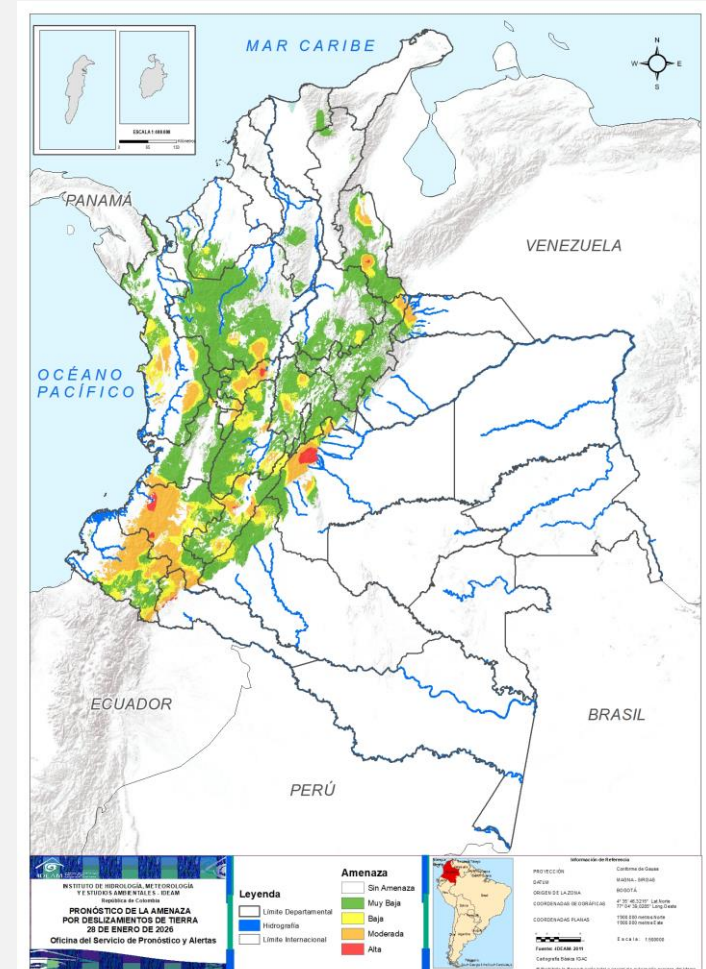 MAR CARIBE
N
W
E
S
ESCALA 1:600.000
PANAMÁ
VENEZUELA
OCÉANO
PACÍFICO
ECUADOR
BRASIL
PERÚ
IDEAM
INSTITUTO DE HIDROLOGÍA, METEOROLOGÍA
Y ESTUDIOS AMBIENTALES - IDEAM
República de Colombia
PRONÓSTICO DE LA AMENAZA
POR DESLIZAMIENTOS DE TIERRA
28 DE ENERO DE 2026
Oficina del Servicio de Pronóstico y Alertas
Leyenda
Límite Departamental
Hidrografía
Límite Internacional
Amenaza
Sin Amenaza
Muy Baja
Baja
Moderada
Alta
Información de Referencia
PROYECCIÓN Conforme de Gauss
DATUM MAGNA - SIRGAS
ORIGEN DE LA ZONA BOGOTÁ
COORDENADAS GEOGRÁFICAS
COORDENADAS PLANAS
Escala:
Cartografía Básica IGAC